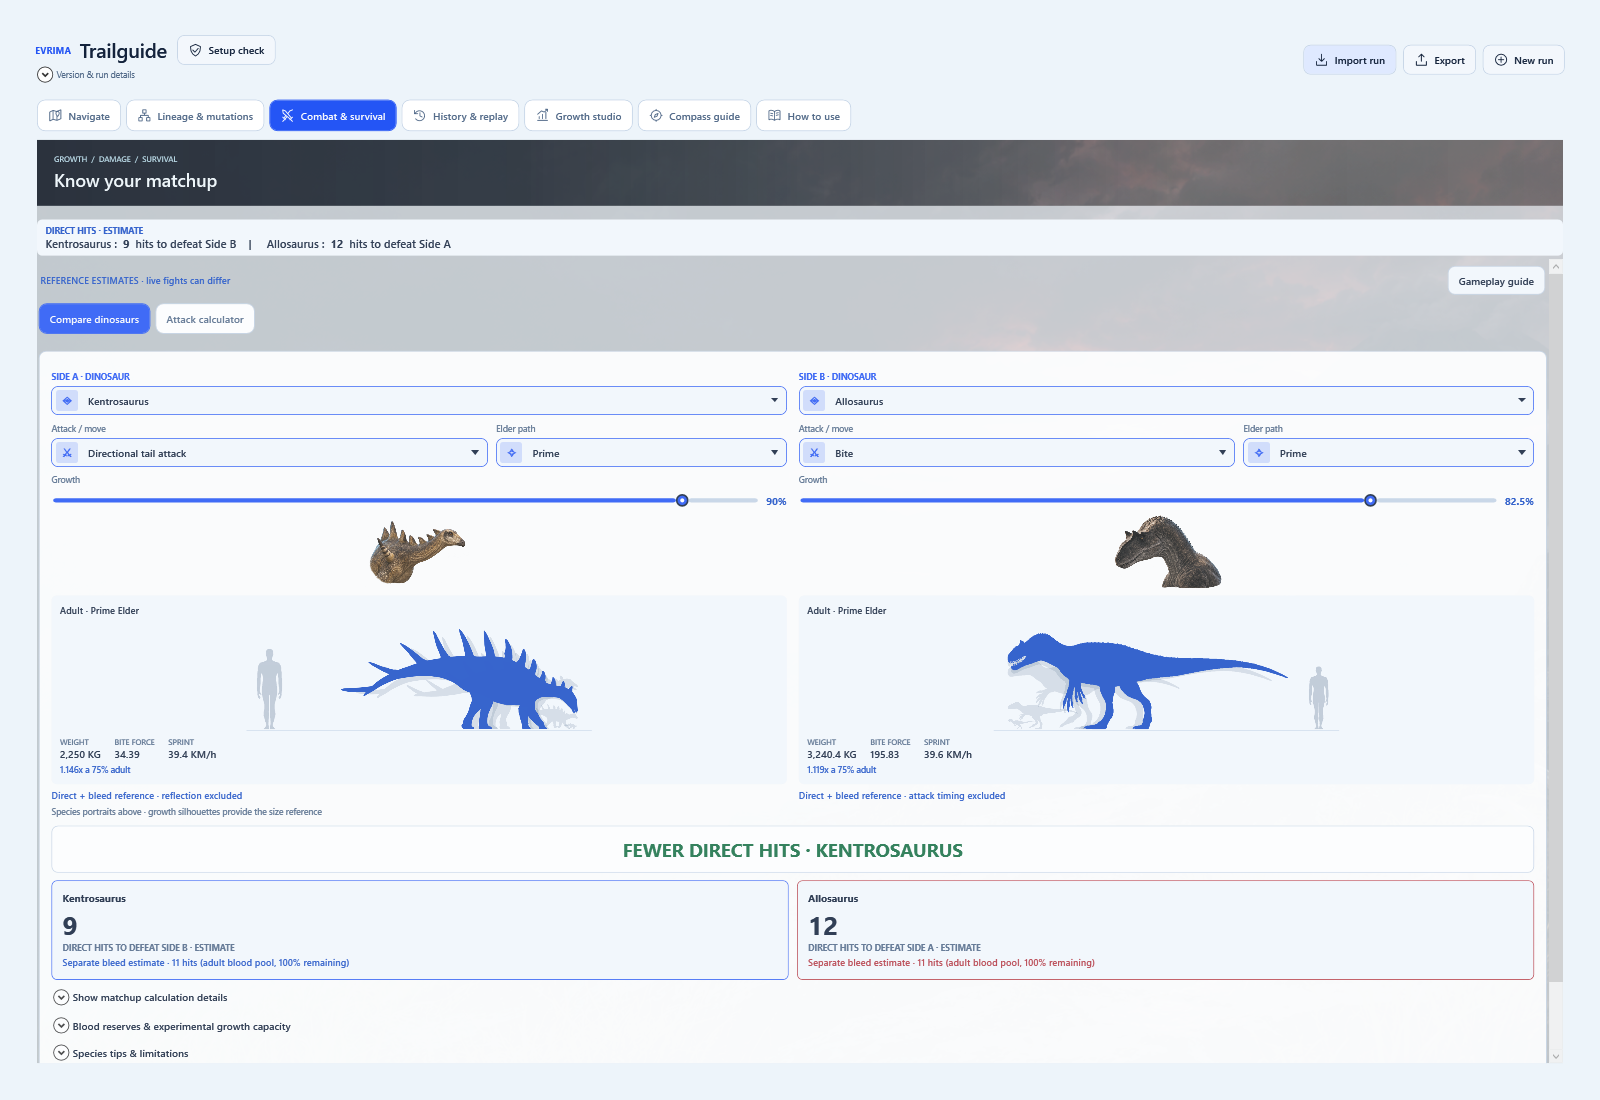 EVRIMA Trailguide Setup check
Version & run details
Import run Export New run
Navigate Lineage & mutations Combat & survival History & replay Growth studio Compass guide How to use
GROWTH / DAMAGE / SURVIVAL
Know your matchup
DIRECT HITS · ESTIMATE
Kentrosaurus : 9 hits to defeat Side B | Allosaurus : 12 hits to defeat Side A
REFERENCE ESTIMATES · live fights can differ
Gameplay guide
Compare dinosaurs Attack calculator
SIDE A · DINOSAUR
Kentrosaurus
Attack / move Elder path
Directional tail attack Prime
Growth
90%
Adult · Prime Elder
WEIGHT BITE FORCE SPRINT
2,250 KG 34.39 39.4 KM/h
1.146x a 75% adult
Direct + bleed reference · reflection excluded
Species portraits above · growth silhouettes provide the size reference
SIDE B · DINOSAUR
Allosaurus
Attack / move Elder path
Bite Prime
Growth
82.5%
Adult · Prime Elder
WEIGHT BITE FORCE SPRINT
3,240.4 KG 195.83 39.6 KM/h
1.119x a 75% adult
Direct + bleed reference · attack timing excluded
FEWER DIRECT HITS · KENTROSAURUS
Kentrosaurus
9
DIRECT HITS TO DEFEAT SIDE B · ESTIMATE
Separate bleed estimate · 11 hits (adult blood pool, 100% remaining)
Allosaurus
12
DIRECT HITS TO DEFEAT SIDE A · ESTIMATE
Separate bleed estimate · 11 hits (adult blood pool, 100% remaining)
Show matchup calculation details
Blood reserves & experimental growth capacity
Species tips & limitations